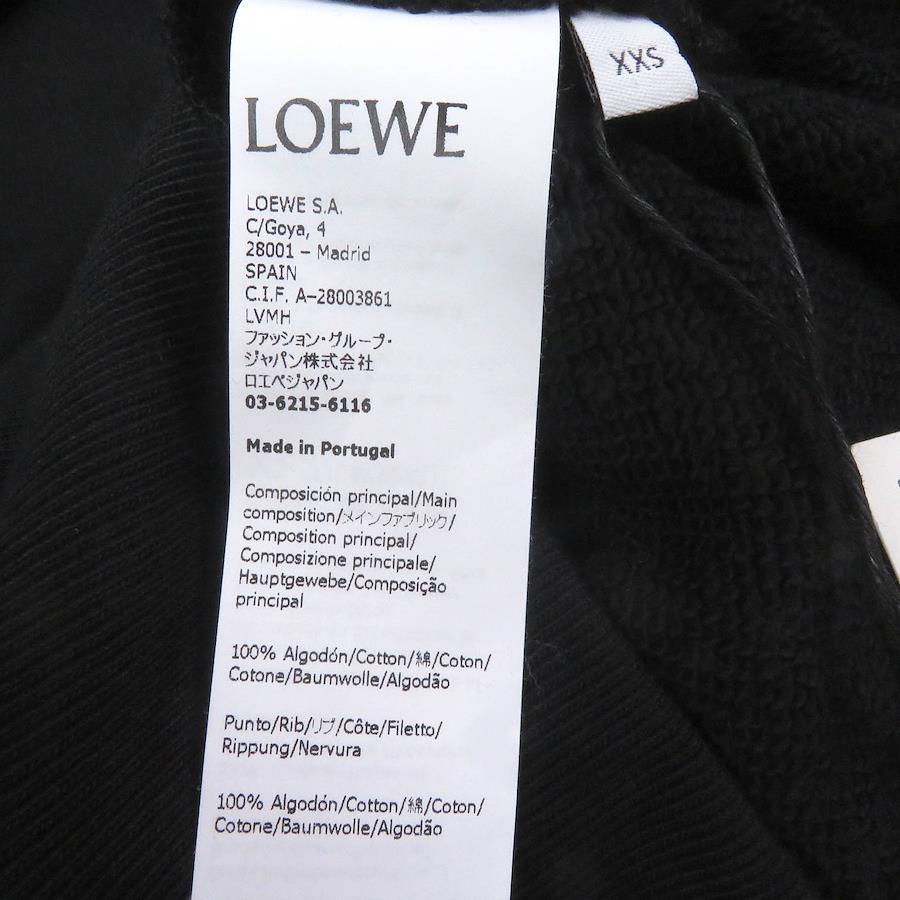 LOEWE
XXS
LOEWE S.A.
C/Goya, 4
28001 – Madrid
SPAIN
C.I.F. A–28003861
LVMH
ファッション・グループ・
ジャパン株式会社
ロエベジャパン
03-6215-6116
Made in Portugal
Composición principal/Main
composition/メインファブリック/
Composition principal/
Composizione principale/
Hauptgewebe/Composição
principal
100% Algodón/Cotton/綿/Coton/
Cotone/Baumwolle/Algodão
Punto/Rib/リブ/Côte/Filetto/
Rippung/Nervura
100% Algodón/Cotton/綿/Coton/
Cotone/Baumwolle/Algodão